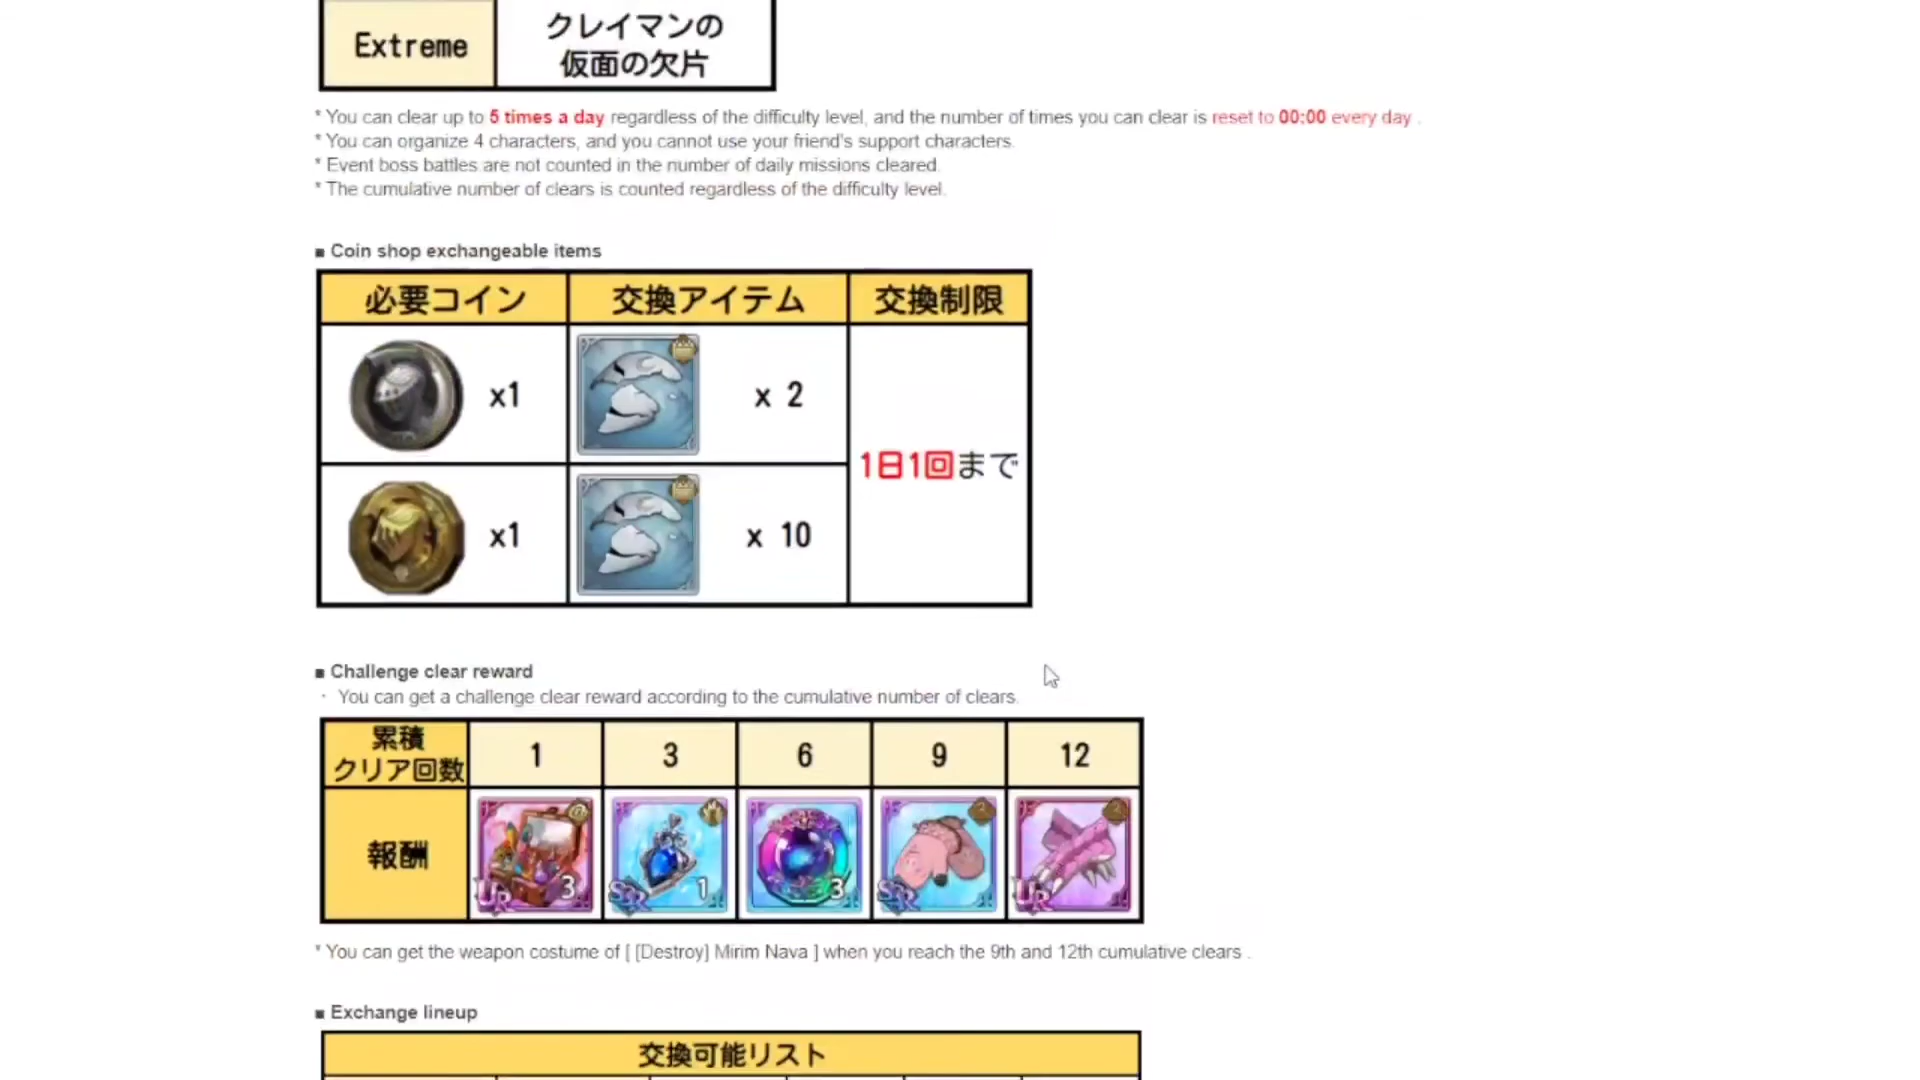 Extreme
クレイマンの
仮面の欠片
* You can clear up to 5 times a day regardless of the difficulty level, and the number of times you can clear is reset to 00:00 every day .
* You can organize 4 characters, and you cannot use your friend's support characters.
* Event boss battles are not counted in the number of daily missions cleared.
* The cumulative number of clears is counted regardless of the difficulty level.
■ Coin shop exchangeable items
必要コイン 交換アイテム 交換制限
x1 x 2
1日1回まで
x1 x 10
■ Challenge clear reward
・ You can get a challenge clear reward according to the cumulative number of clears.
累積
クリア回数 1 3 6 9 12
報酬
UR 3 SR 1 3 SR UR
* You can get the weapon costume of [ [Destroy] Mirim Nava ] when you reach the 9th and 12th cumulative clears .
■ Exchange lineup
交換可能リスト